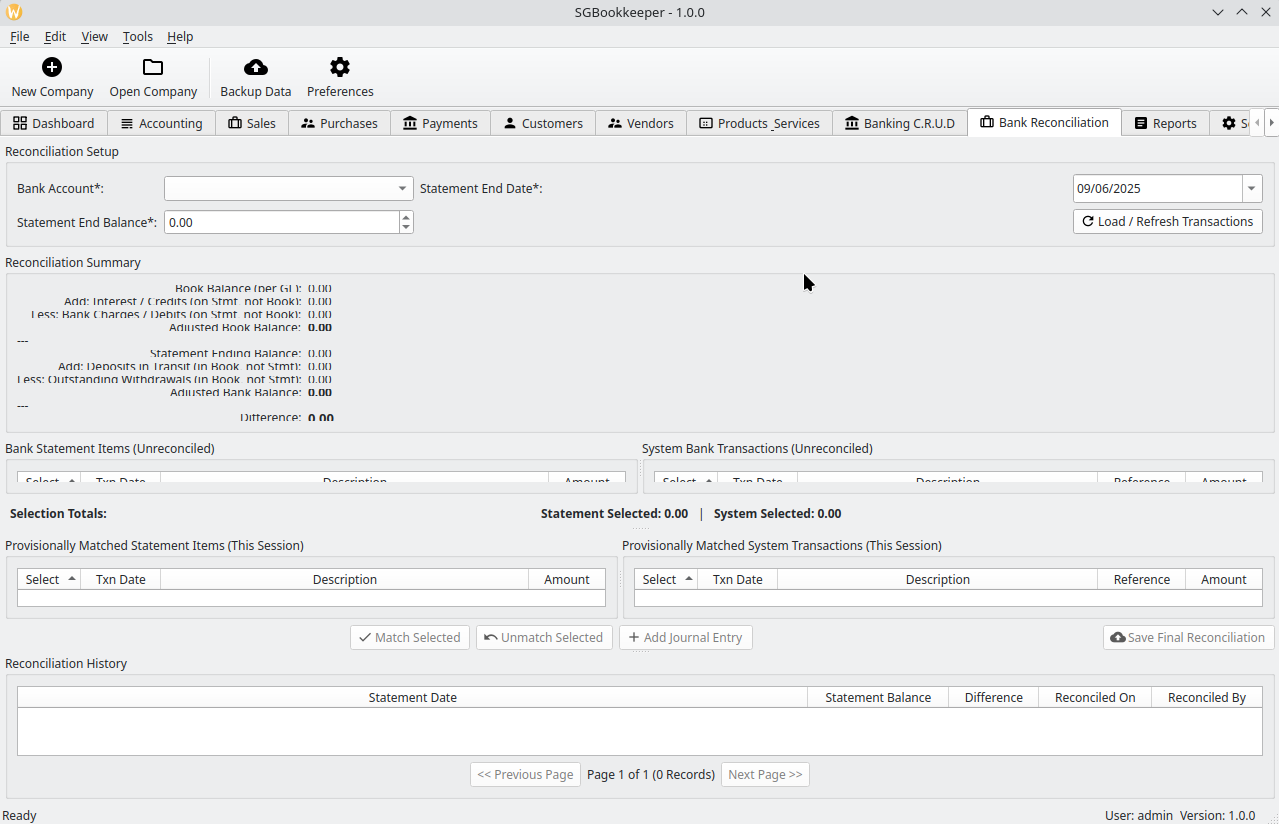 SGBookkeeper - 1.0.0
File Edit View Tools Help
New Company Open Company Backup Data Preferences
Dashboard Accounting Sales Purchases Payments Customers Vendors Products _Services Banking C.R.U.D Bank Reconciliation Reports
Reconciliation Setup
Bank Account*: Statement End Date*: 09/06/2025
Statement End Balance*: 0.00 Load / Refresh Transactions
Reconciliation Summary
Book Balance (per GL): 0.00
Add: Interest / Credits (on Stmt, not Book): 0.00
Less: Bank Charges / Debits (on Stmt, not Book): 0.00
Adjusted Book Balance: 0.00
---
Statement Ending Balance: 0.00
Add: Deposits in Transit (in Book, not Stmt): 0.00
Less: Outstanding Withdrawals (in Book, not Stmt): 0.00
Adjusted Bank Balance: 0.00
---
Difference: 0.00
Bank Statement Items (Unreconciled) System Bank Transactions (Unreconciled)
Select Txn Date Description Amount Select Txn Date Description Reference Amount
Selection Totals: Statement Selected: 0.00 | System Selected: 0.00
Provisionally Matched Statement Items (This Session) Provisionally Matched System Transactions (This Session)
Select Txn Date Description Amount Select Txn Date Description Reference Amount
Match Selected Unmatch Selected Add Journal Entry Save Final Reconciliation
Reconciliation History
Statement Date Statement Balance Difference Reconciled On Reconciled By
<< Previous Page Page 1 of 1 (0 Records) Next Page >>
Ready User: admin Version: 1.0.0